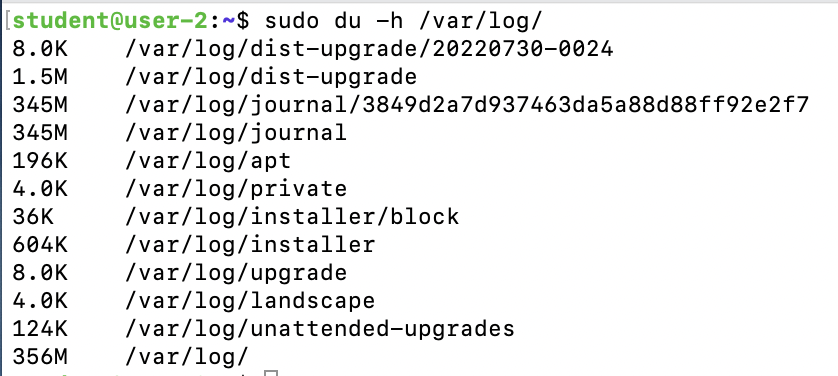 [student@user-2:~$ sudo du -h /var/log/
8.0K	/var/log/dist-upgrade/20220730-0024
1.5M	/var/log/dist-upgrade
345M	/var/log/journal/3849d2a7d937463da5a88d88ff92e2f7
345M	/var/log/journal
196K	/var/log/apt
4.0K	/var/log/private
36K	/var/log/installer/block
604K	/var/log/installer
8.0K	/var/log/upgrade
4.0K	/var/log/landscape
124K	/var/log/unattended-upgrades
356M	/var/log/